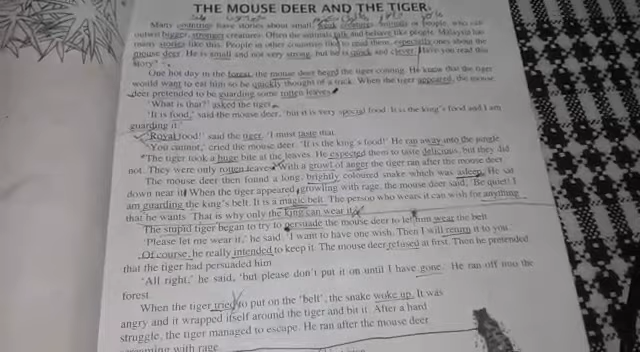 THE MOUSE DEER AND THE TIGER.
Many countries have stories about small, weak creatures, animals or people, who can
outwit bigger, stronger creatures. Often the animals talk and behave like people. Malaysia has
many stories like this. People in other countries like to read them, especially ones about the
mouse deer. He is small and not very strong, but he is quick and clever. Have you read this
story?
One hot day in the forest, the mouse deer heard the tiger coming. He knew that the tiger
would want to eat him so he quickly thought of a trick. When the tiger appeared, the mouse
deer pretended to be guarding some rotten leaves.
'What is that?' asked the tiger.
'It is food,' said the mouse deer, 'but it is very special food. It is the king's food and I am
guarding it.'
'Royal food!' said the tiger. 'I must taste that.
'You cannot,' cried the mouse deer. 'It is the king's food! He ran away into the jungle.
The tiger took a huge bite at the leaves. He expected them to taste delicious, but they did
not. They were only rotten leaves. With a growl of anger the tiger ran after the mouse deer.
The mouse deer then found a long, brightly coloured snake which was asleep. He sat
down near it. When the tiger appeared, growling with rage, the mouse deer said, 'Be quiet! I
am guarding the king's belt. It is a magic belt. The person who wears it can wish for anything
that he wants. That is why only the king can wear it.'
The stupid tiger began to try to persuade the mouse deer to let him wear the belt.
'Please let me wear it,' he said. 'I want to have one wish. Then I will return it to you.'
Of course, he really intended to keep it. The mouse deer refused at first. Then he pretended
that the tiger had persuaded him
'All right,' he said, 'but please don't put it on until I have gone. He ran off into the
forest.
When the tiger tried to put on the 'belt', the snake woke up. It was
angry and it wrapped itself around the tiger and bit it. After a hard
struggle, the tiger managed to escape. He ran after the mouse deer
with rage.